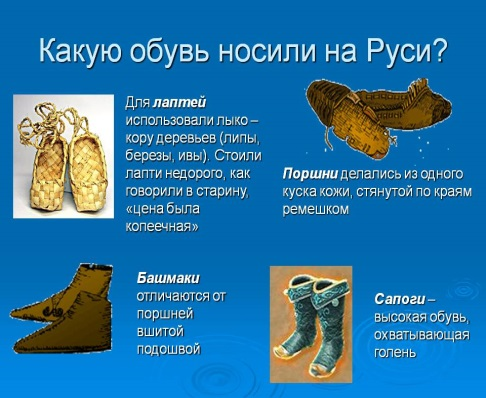 Какую обувь носили на Руси?
Для лаптей
использовали лыко –
кору деревьев (липы,
березы, ивы). Стоили
лапти недорого, как
говорили в старину,
«цена была
копеечная»
Поршни делались из одного
куска кожи, стянутой по краям
ремешком
Башмаки
отличаются от
поршней
вшитой
подошвой
Сапоги –
высокая обувь,
охватывающая
голень